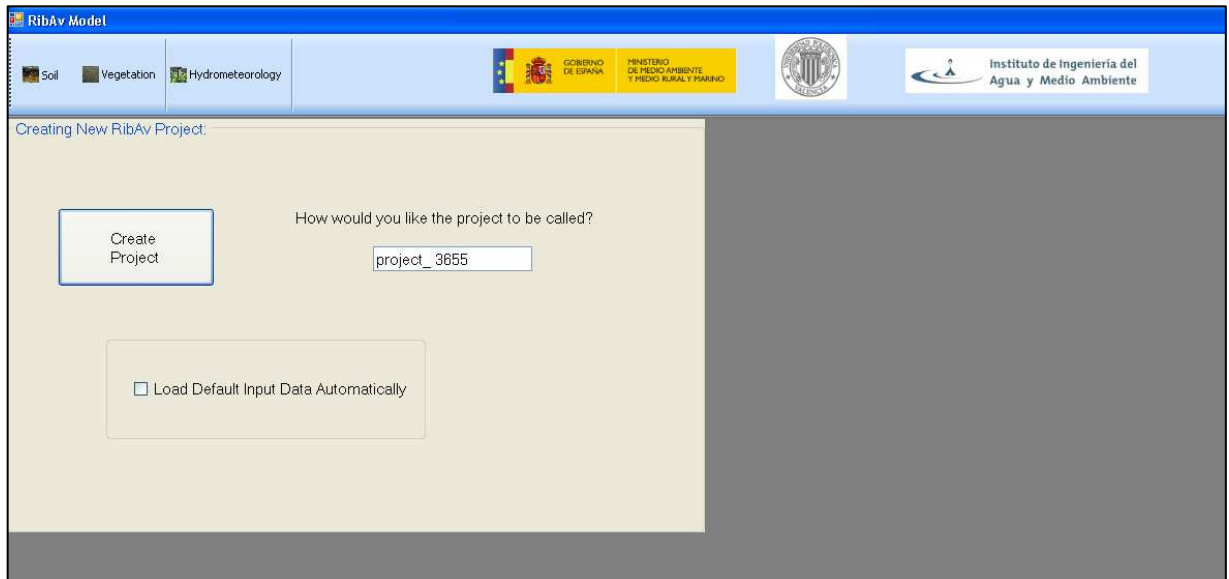 RibAv Model
Soil
Vegetation
Hydrometeorology
GOBIERNO
DE ESPAÑA
MINISTERIO
DE MEDIO AMBIENTE
Y MEDIO RURAL Y MARINO
Instituto de Ingeniería del
Agua y Medio Ambiente
Creating New RibAv Project:
Create
Project
How would you like the project to be called?
project_ 3655
Load Default Input Data Automatically